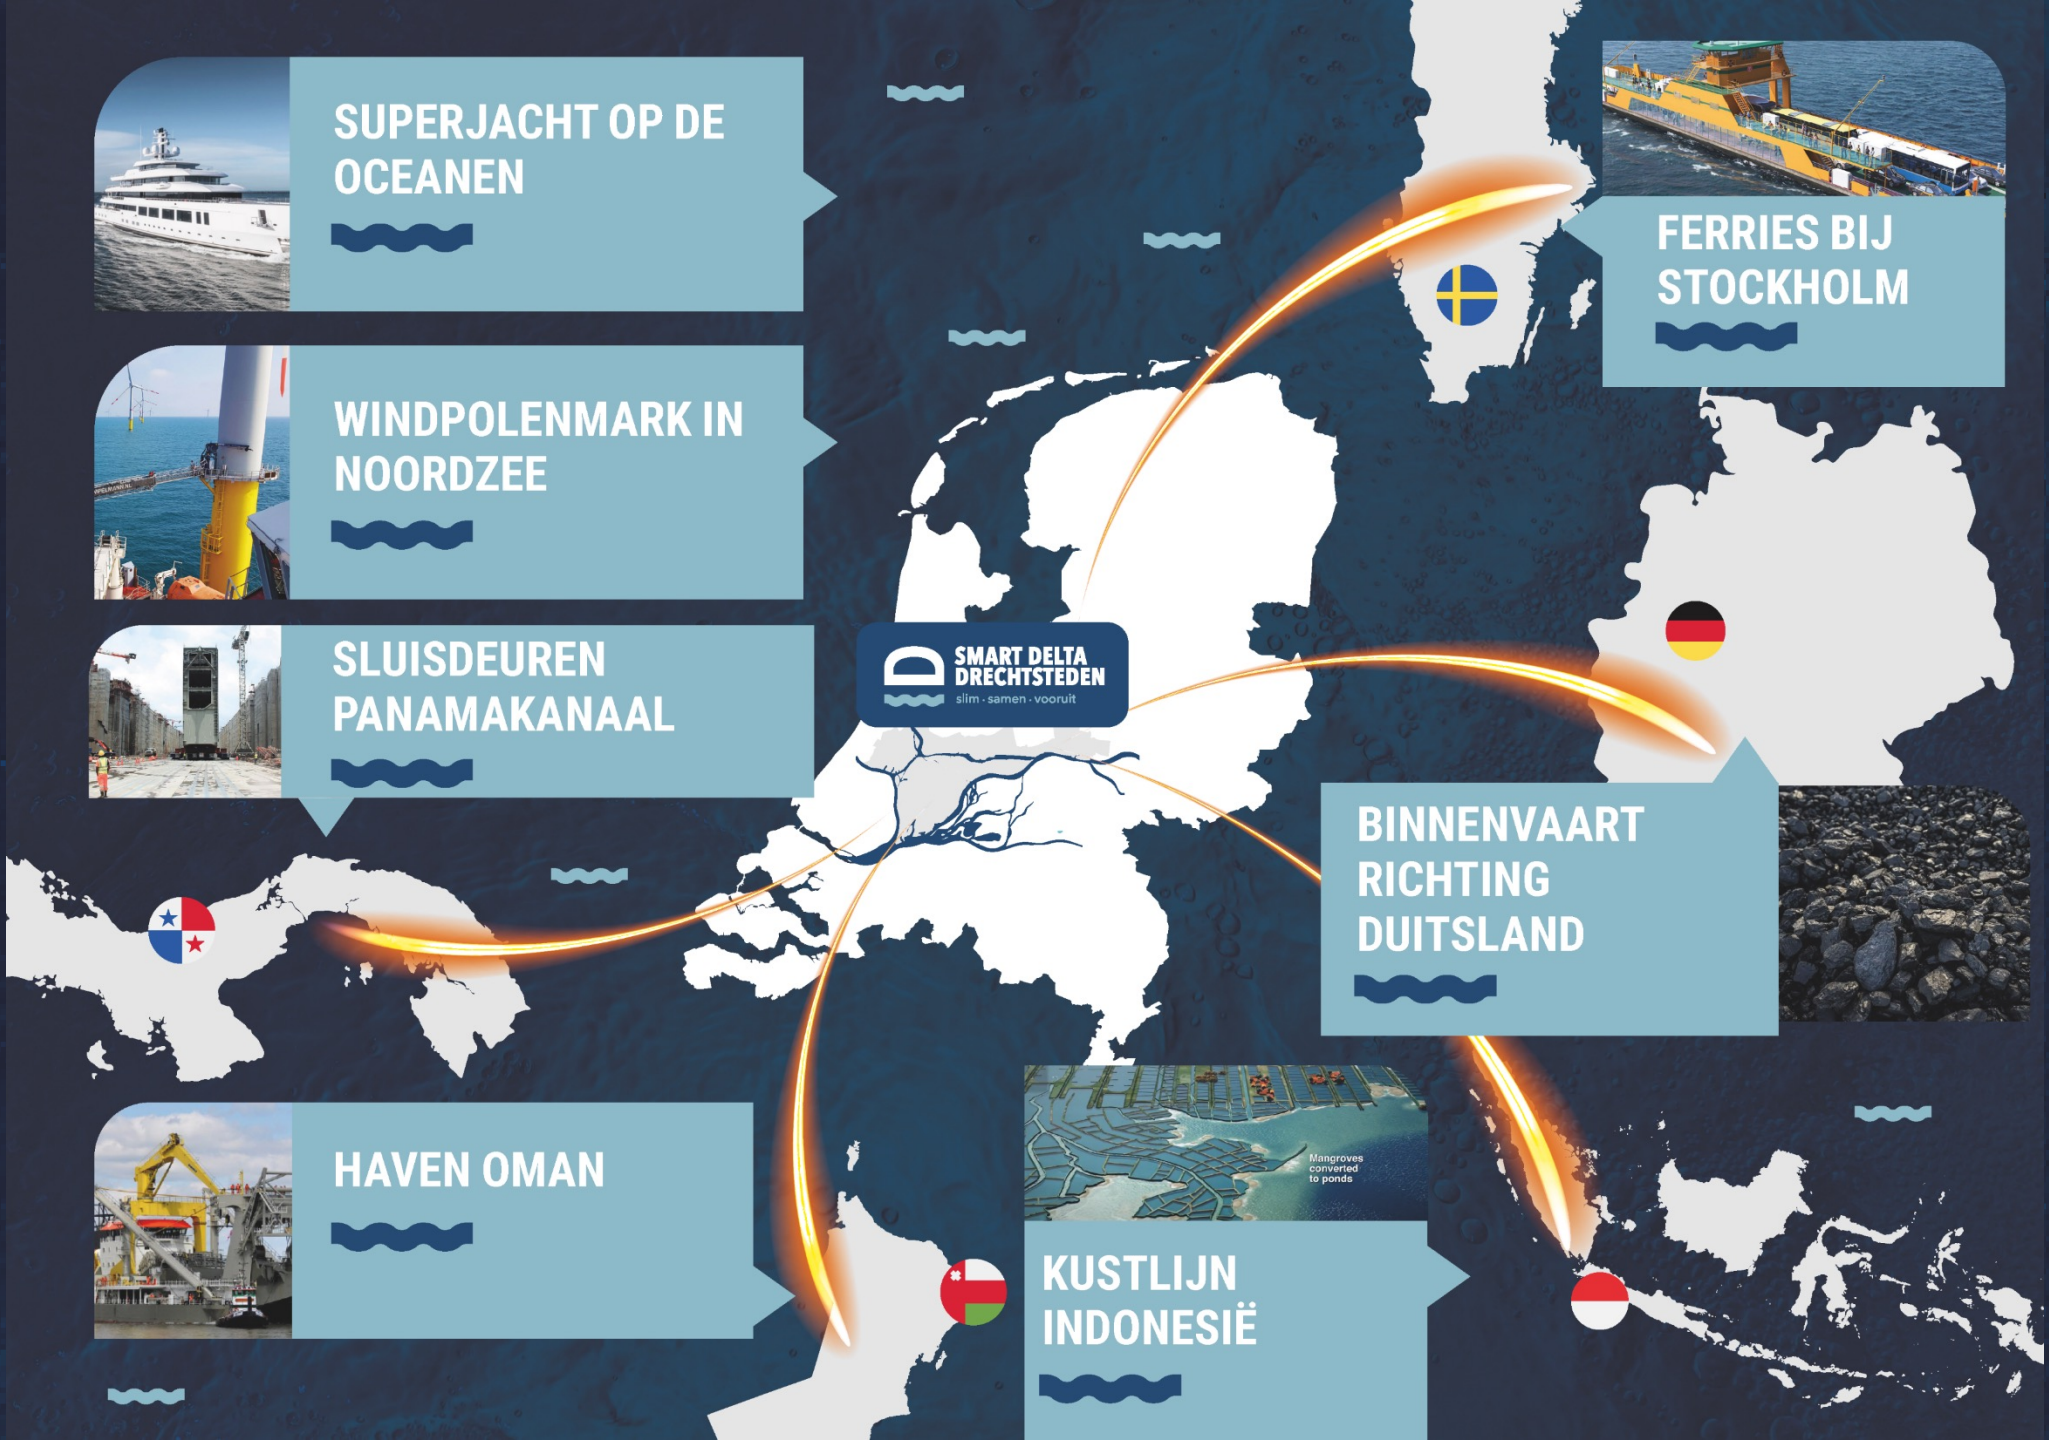 SUPERJACHT OP DE
OCEANEN
WINDPOLENMARK IN
NOORDZEE
SLUISDEUREN
PANAMAKANAAL
HAVEN OMAN
SMART DELTA
DRECHTSTEDEN
slim · samen · vooruit
FERRIES BIJ
STOCKHOLM
BINNENVAART
RICHTING
DUITSLAND
Mangroves
converted
to ponds
KUSTLIJN
INDONESIË